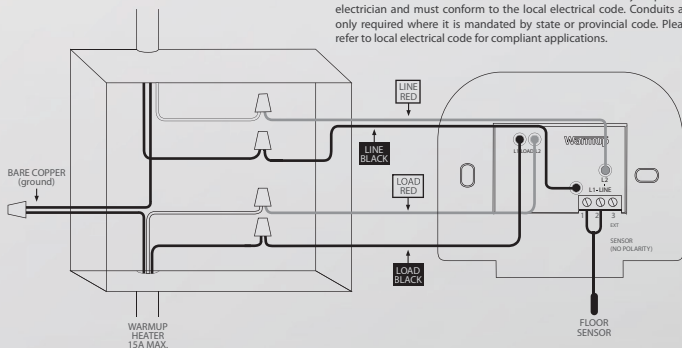 electrician and must conform to the local electrical code. Conduits
only required where it is mandated by state or provincial code.
refer to local electrical code for compliant applications.
LINE
RED
LINE
BLACK
BARE COPPER
(ground)
LOAD
RED
LOAD
BLACK
WARMUP
HEATER
15A MAX.
L1 LOAD L2
warmup
L2
L1-LINE
1 2 3
EXT
SENSOR
(NO POLARITY)
FLOOR
SENSOR